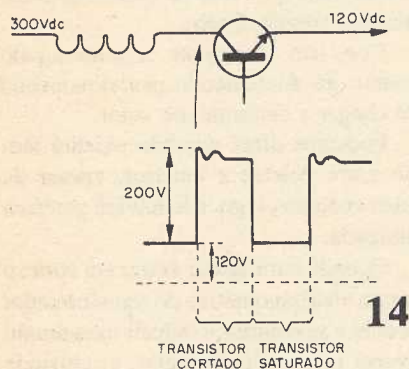 300Vdc
120Vdc
200V
120V
14
TRANSISTOR CORTADO
TRANSISTOR SATURADO